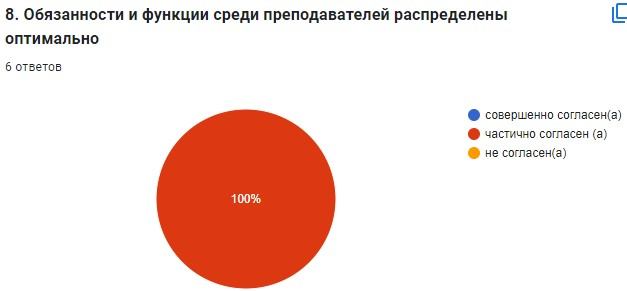 8. Обязанности и функции среди преподавателей распределены
оптимально
6 ответов
совершенно согласен(а)
частично согласен (а)
не согласен(а)
100%